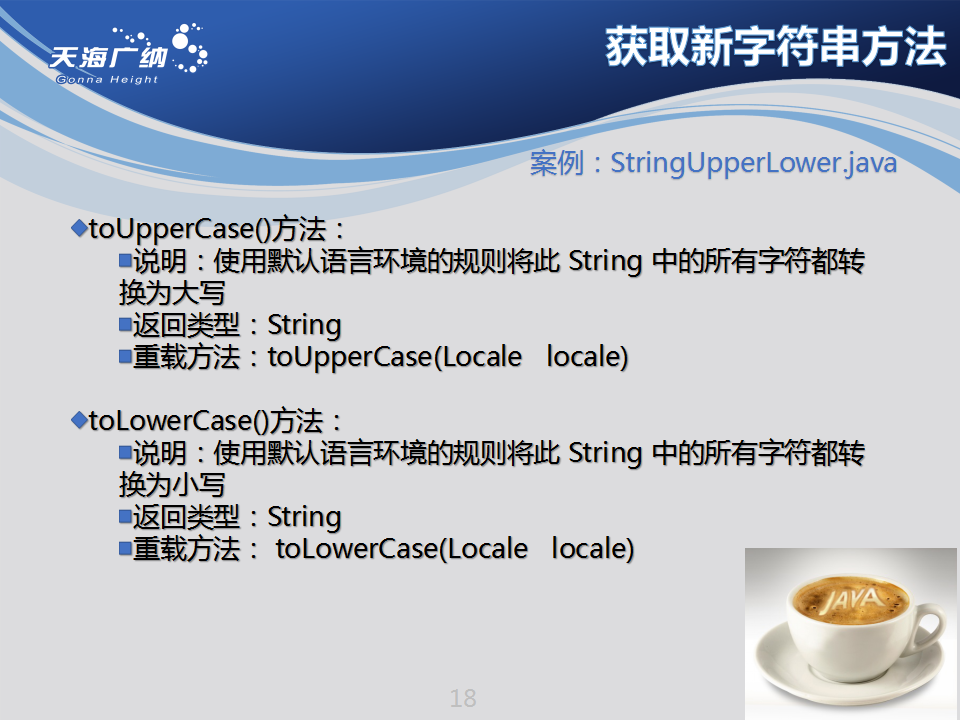 天海广纳
Gonna Height
获取新字符串方法
案例：StringUpperLower.java
toUpperCase()方法：
说明：使用默认语言环境的规则将此 String 中的所有字符都转
换为大写
返回类型：String
重载方法：toUpperCase(Locale locale)
toLowerCase()方法：
说明：使用默认语言环境的规则将此 String 中的所有字符都转
换为小写
返回类型：String
重载方法： toLowerCase(Locale locale)
JAVA
18